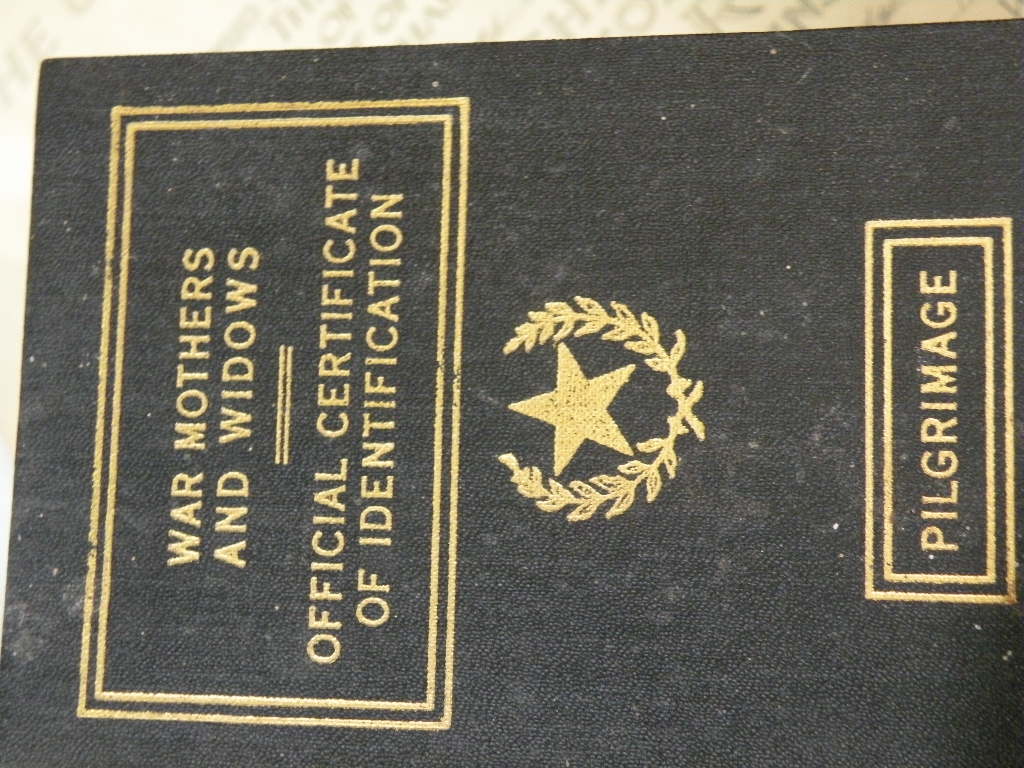 WAR MOTHERS
AND WIDOWS
OFFICIAL CERTIFICATE
OF IDENTIFICATION
PILGRIMAGE